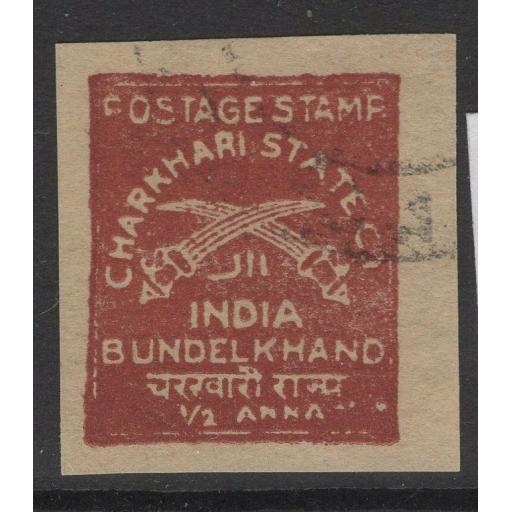 POSTAGE STAMP
CHARKHARI STATE C.I.
INDIA
BUNDELKHAND.
चरखारी राज्य
1/2 ANNA